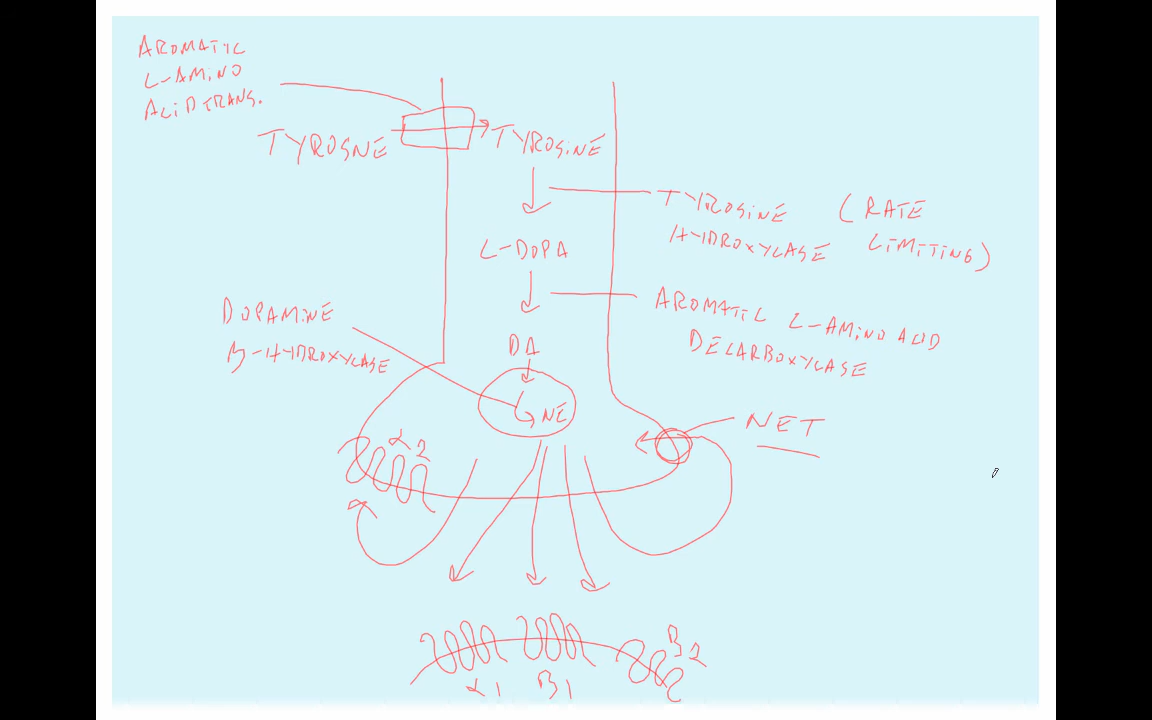 AROMATIC
L-AMINO
ACID TRANS.
TYROSNE
TYROSINE
TYROSINE
HYDROXYLASE
(RATE
LIMITING)
L-DOPA
AROMATIC L-AMINO ACID
DECARBOXYLASE
DOPAMINE
β-HYDROXYLASE
DA
NE
NET
α2
α1
β1
β2